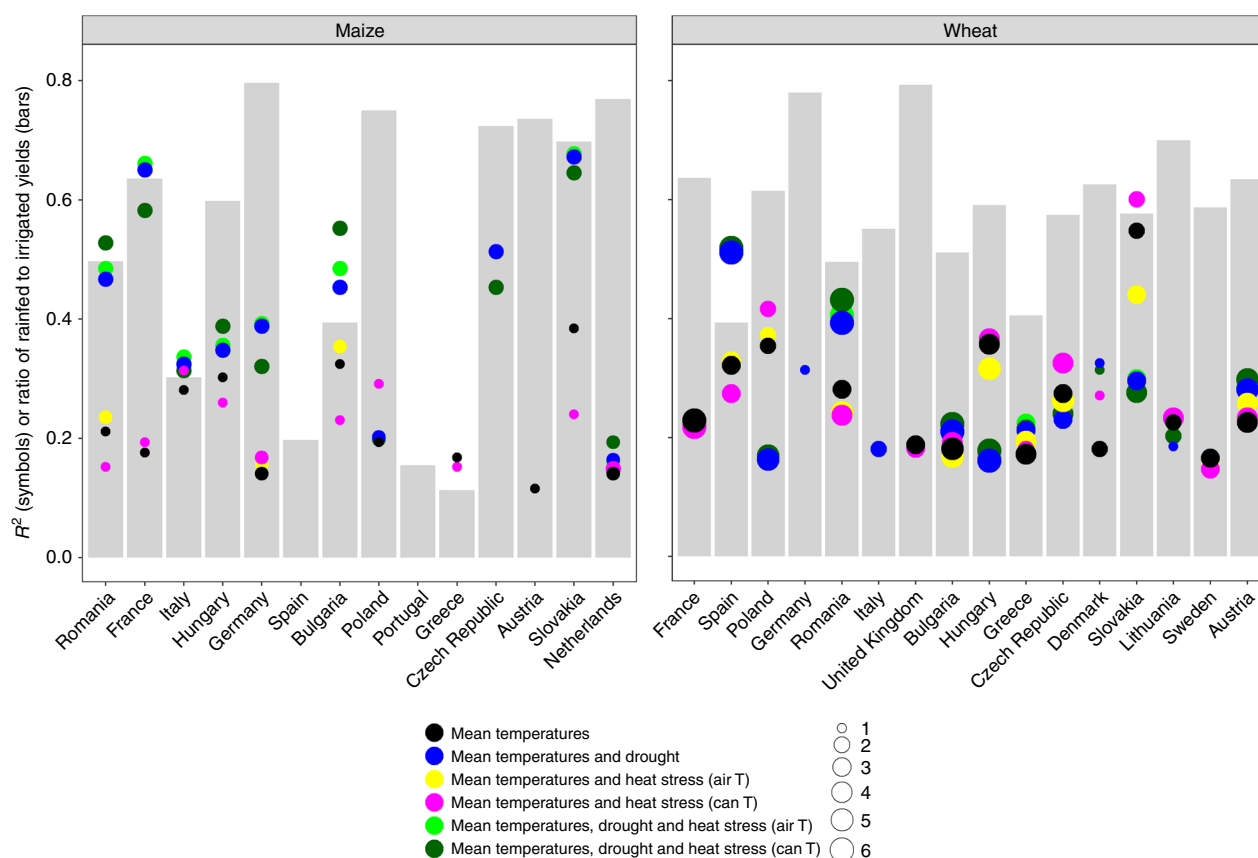 Maize
Wheat
R² (symbols) or ratio of rainfed to irrigated yields (bars)
0.8
0.6
0.4
0.2
0.0
Romania
France
Italy
Hungary
Germany
Spain
Bulgaria
Poland
Portugal
Greece
Czech Republic
Austria
Slovakia
Netherlands
France
Spain
Poland
Germany
Romania
Italy
United Kingdom
Bulgaria
Hungary
Greece
Czech Republic
Denmark
Slovakia
Lithuania
Sweden
Austria
Mean temperatures
Mean temperatures and drought
Mean temperatures and heat stress (air T)
Mean temperatures and heat stress (can T)
Mean temperatures, drought and heat stress (air T)
Mean temperatures, drought and heat stress (can T)
1
2
3
4
5
6